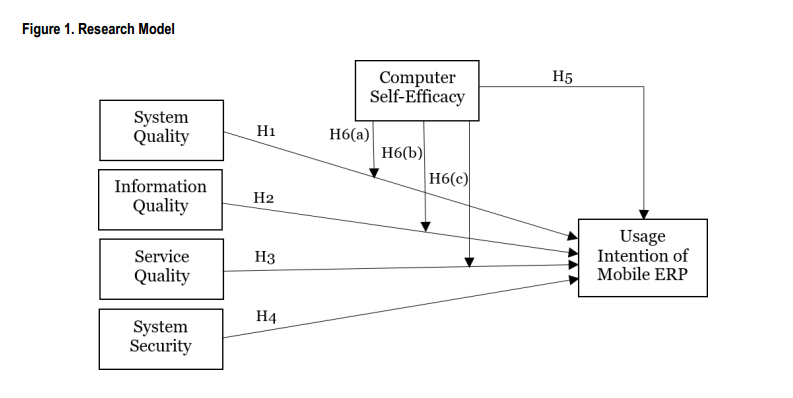 Figure 1. Research Model
Computer
Self-Efficacy
H5
System
Quality
H1
H6(a)
H6(b)
H6(c)
Information
Quality
H2
Service
Quality
H3
Usage
Intention of
Mobile ERP
System
Security
H4